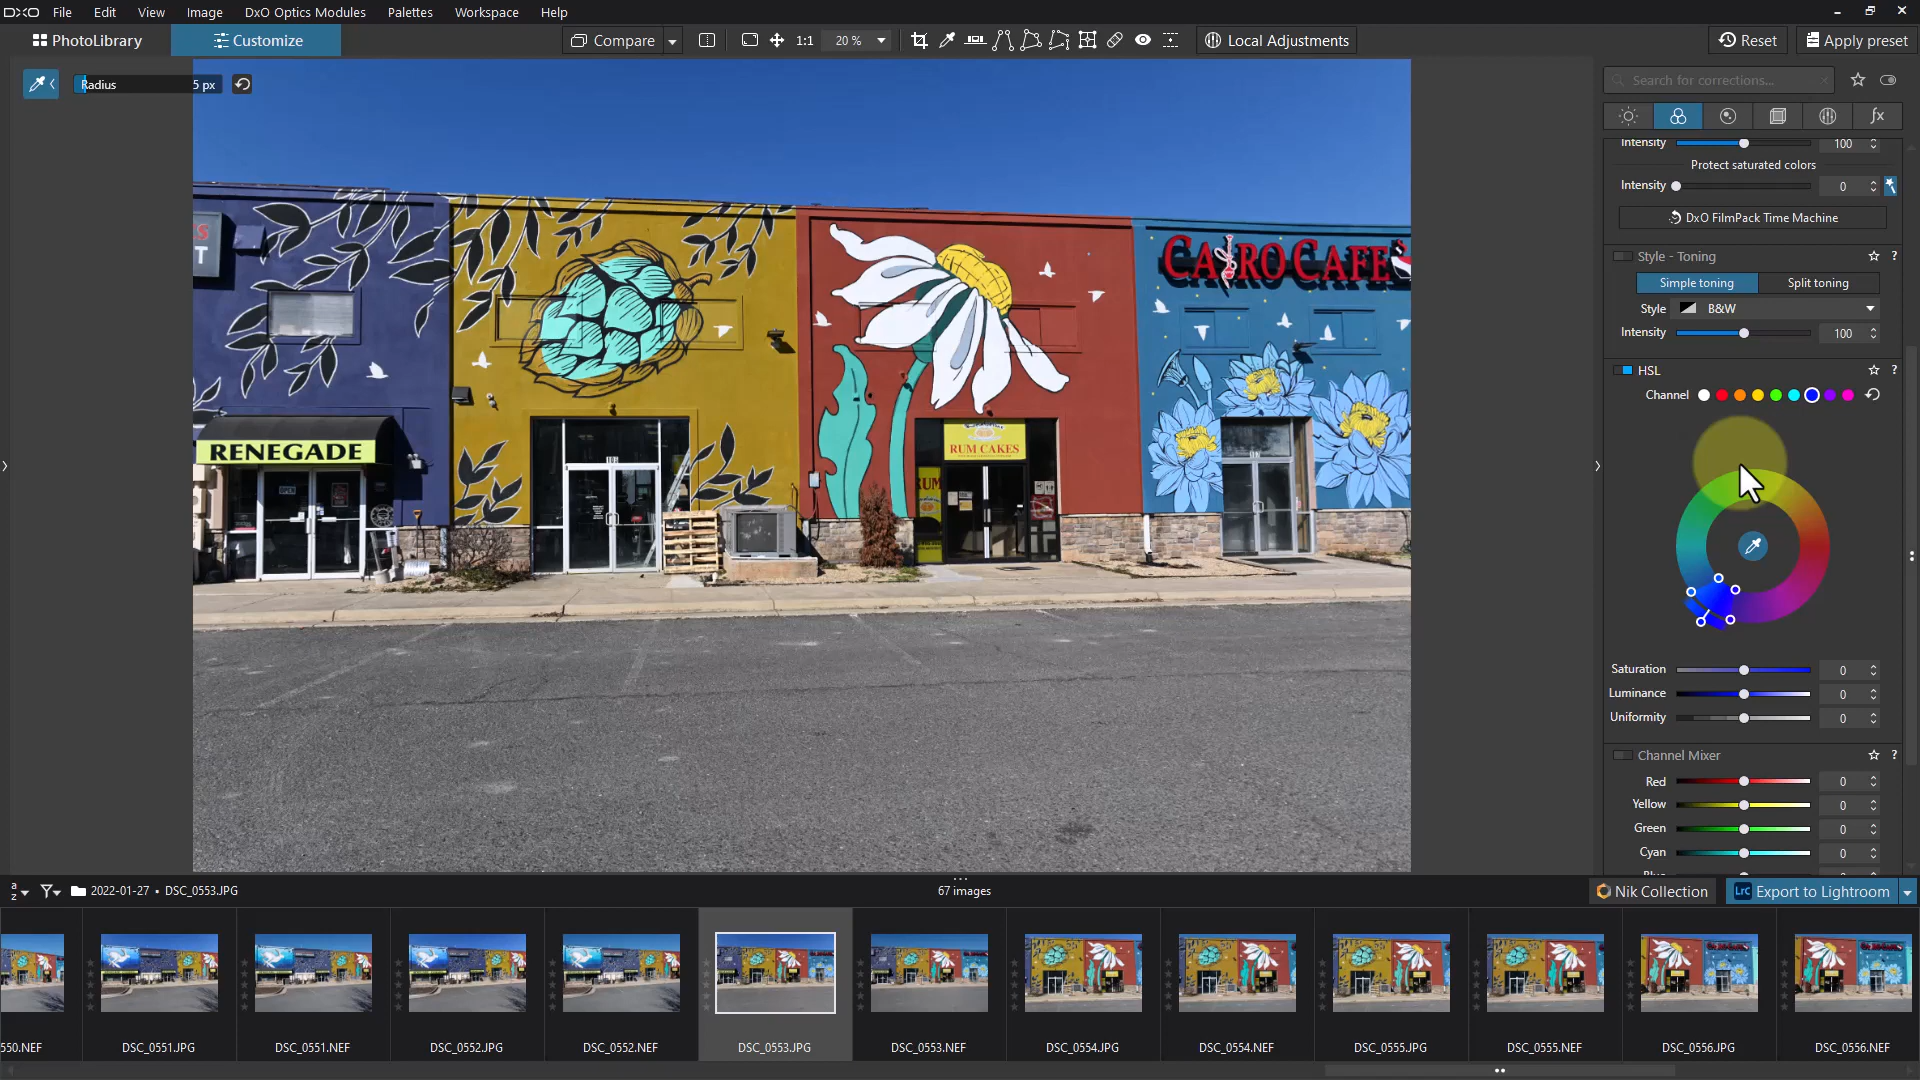 DXO File Edit View Image DxO Optics Modules Palettes Workspace Help
PhotoLibrary Customize Compare 1:1 20 % Local Adjustments Reset Apply preset
Radius 5 px
Search for corrections...
fx
Intensity 100
Protect saturated colors
Intensity 0
DxO FilmPack Time Machine
Style - Toning ?
Simple toning Split toning
Style B&W
Intensity 100
HSL ?
Channel
Saturation 0
Luminance 0
Uniformity 0
Channel Mixer ?
Red 0
Yellow 0
Green 0
Cyan 0
CAIRO CAFE
RENEGADE
OPEN
101
RUM CAKES
RUM
a
z
2022-01-27 • DSC_0553.JPG
67 images
Nik Collection
LrC Export to Lightroom
550.NEF DSC_0551.JPG DSC_0551.NEF DSC_0552.JPG DSC_0552.NEF DSC_0553.JPG DSC_0553.NEF DSC_0554.JPG DSC_0554.NEF DSC_0555.JPG DSC_0555.NEF DSC_0556.JPG DSC_0556.NEF